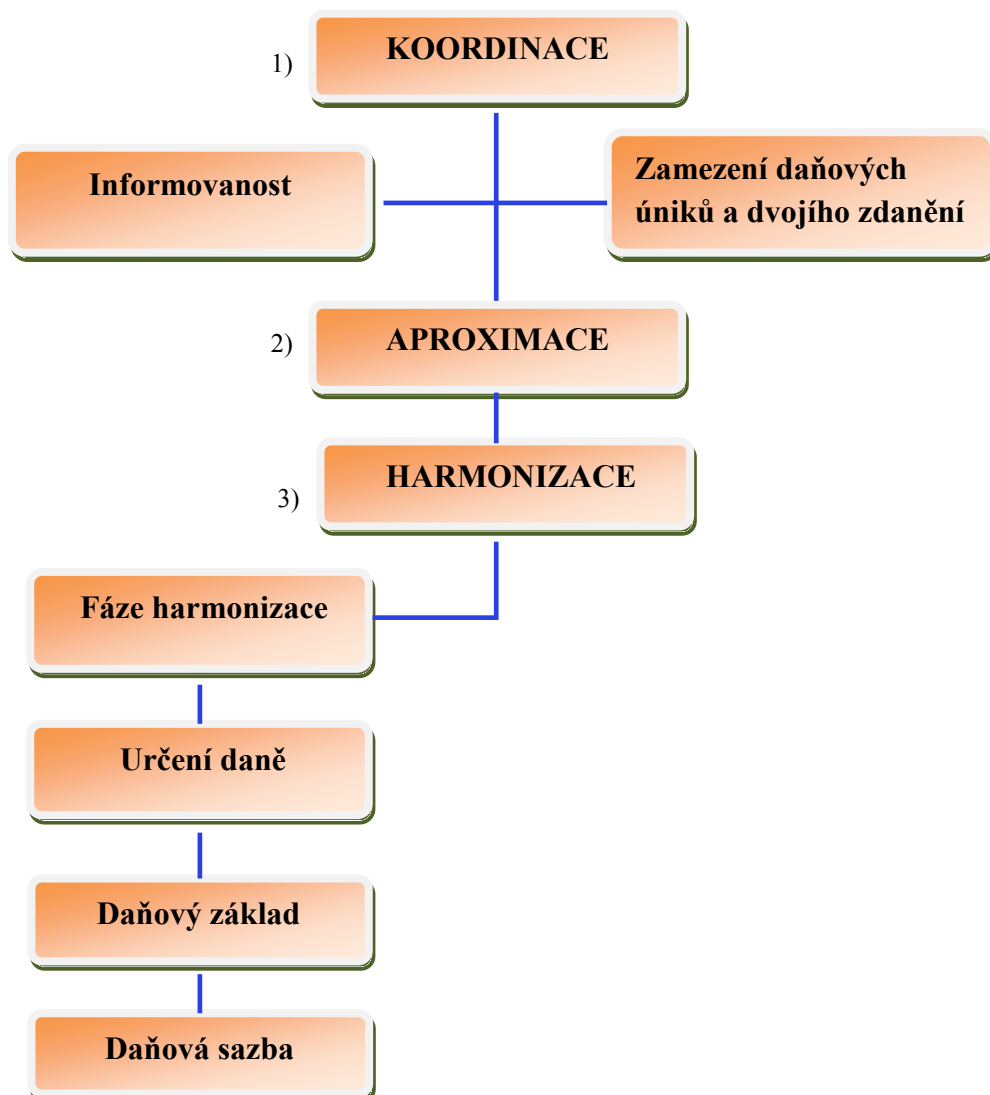 1) KOORDINACE
Informovanost
Zamezení daňových
úniků a dvojího zdanění
2) APROXIMACE
3) HARMONIZACE
Fáze harmonizace
Určení daně
Daňový základ
Daňová sazba